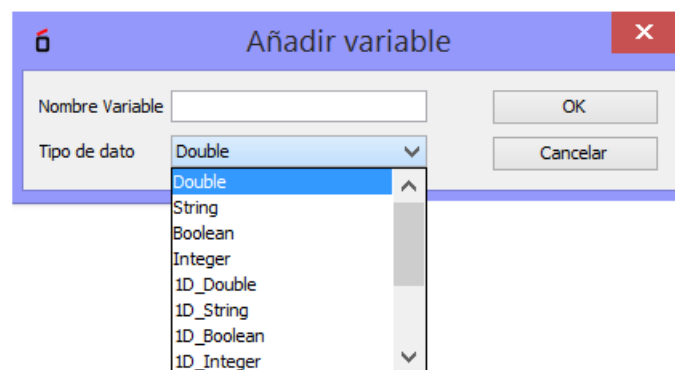 Añadir variable
Nombre Variable
OK
Tipo de dato
Double
Cancelar
Double
String
Boolean
Integer
1D_Double
1D_String
1D_Boolean
1D_Integer